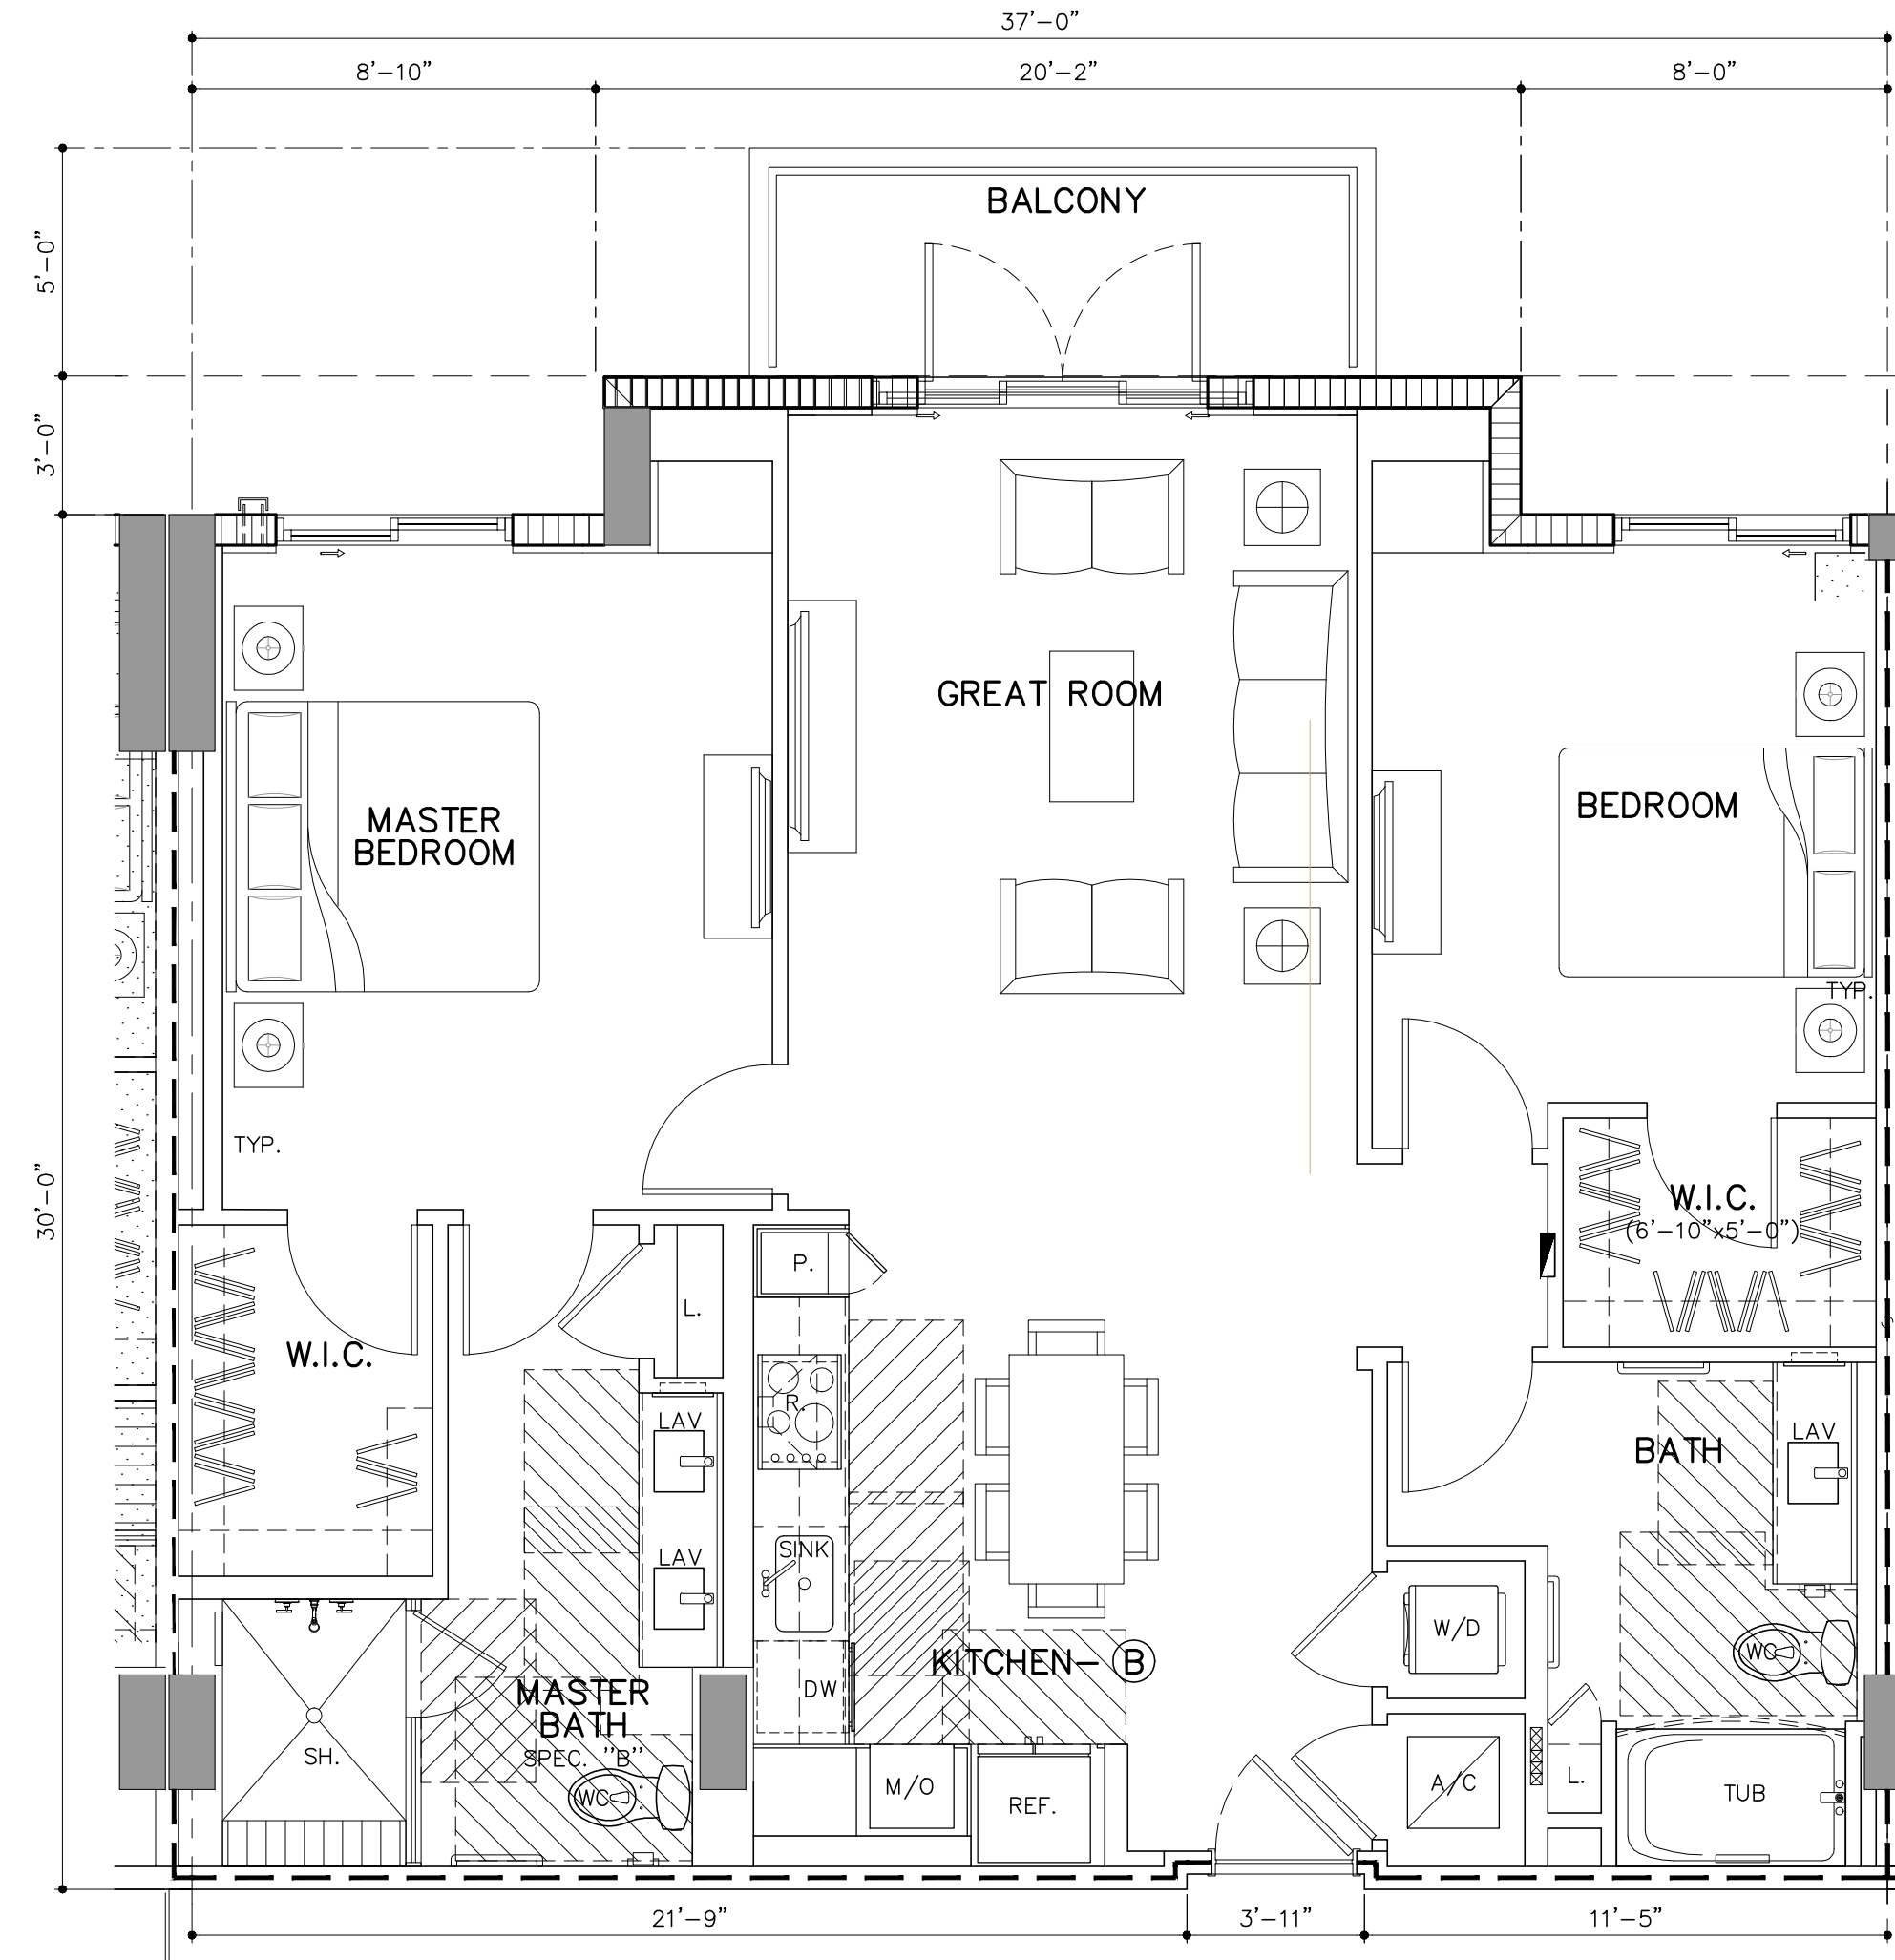 37'-0"
8'-10"
20'-2"
8'-0"
5'-0"
3'-0"
30'-0"
BALCONY
GREAT ROOM
MASTER
BEDROOM
BEDROOM
TYP.
TYP.
W.I.C.
(6'-10"x5'-0")
P.
L.
W.I.C.
R.
LAV
LAV
BATH
LAV
SINK
W/D
WC
KITCHEN- B
DW
MASTER
BATH
SPEC. "B"
SH.
WC
M/O
REF.
A/C
L.
TUB
21'-9"
3'-11"
11'-5"